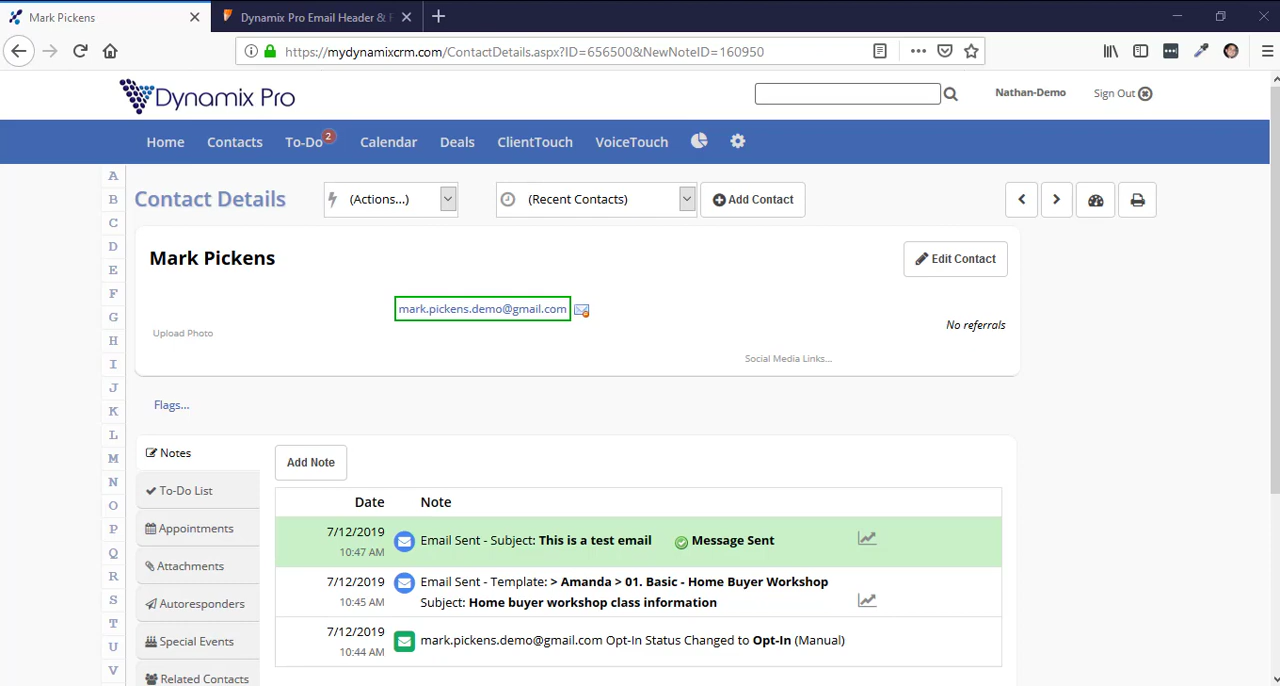 Mark Pickens
Dynamix Pro Email Header &
https://mydynamixcrm.com/ContactDetails.aspx?ID=656500&NewNoteID=160950
Dynamix Pro
Nathan-Demo
Sign Out
Home
Contacts
To-Do
2
Calendar
Deals
ClientTouch
VoiceTouch
A
B
C
D
E
F
G
H
I
J
K
L
M
N
O
P
Q
R
S
T
U
V
Contact Details
(Actions...)
(Recent Contacts)
Add Contact
Mark Pickens
Edit Contact
mark.pickens.demo@gmail.com
Upload Photo
No referrals
Social Media Links...
Flags...
Notes
To-Do List
Appointments
Attachments
Autoresponders
Special Events
Related Contacts
Add Note
Date Note
7/12/2019
10:47 AM
Email Sent - Subject: This is a test email Message Sent
7/12/2019
10:45 AM
Email Sent - Template: > Amanda > 01. Basic - Home Buyer Workshop
Subject: Home buyer workshop class information
7/12/2019
10:44 AM
mark.pickens.demo@gmail.com Opt-In Status Changed to Opt-In (Manual)